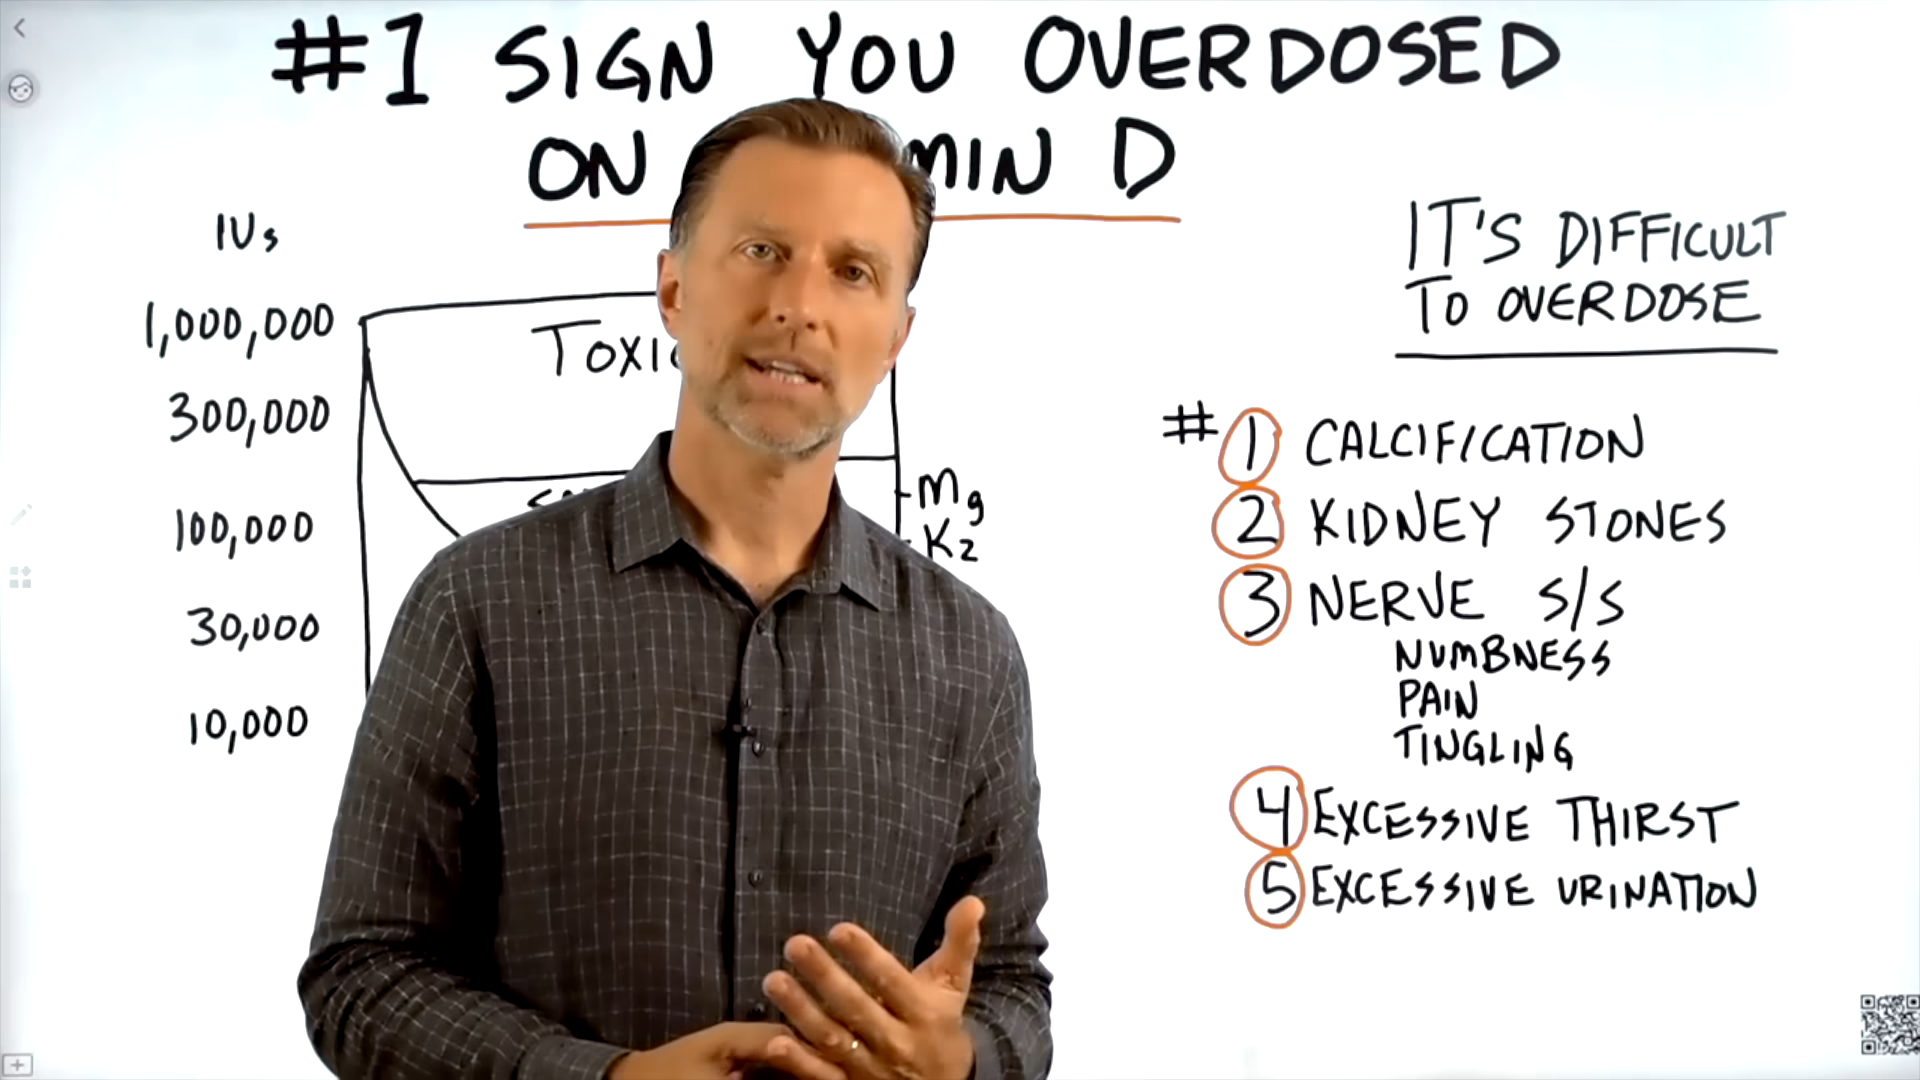 #1 SIGN YOU OVERDOSED
ON MIN D
IUs
1,000,000
300,000
100,000
30,000
10,000
TOXIC
Mg
K2
IT'S DIFFICULT
TO OVERDOSE
# 1 CALCIFICATION
2 KIDNEY STONES
3 NERVE S/S
NUMBNESS
PAIN
TINGLING
4 EXCESSIVE THIRST
5 EXCESSIVE URINATION